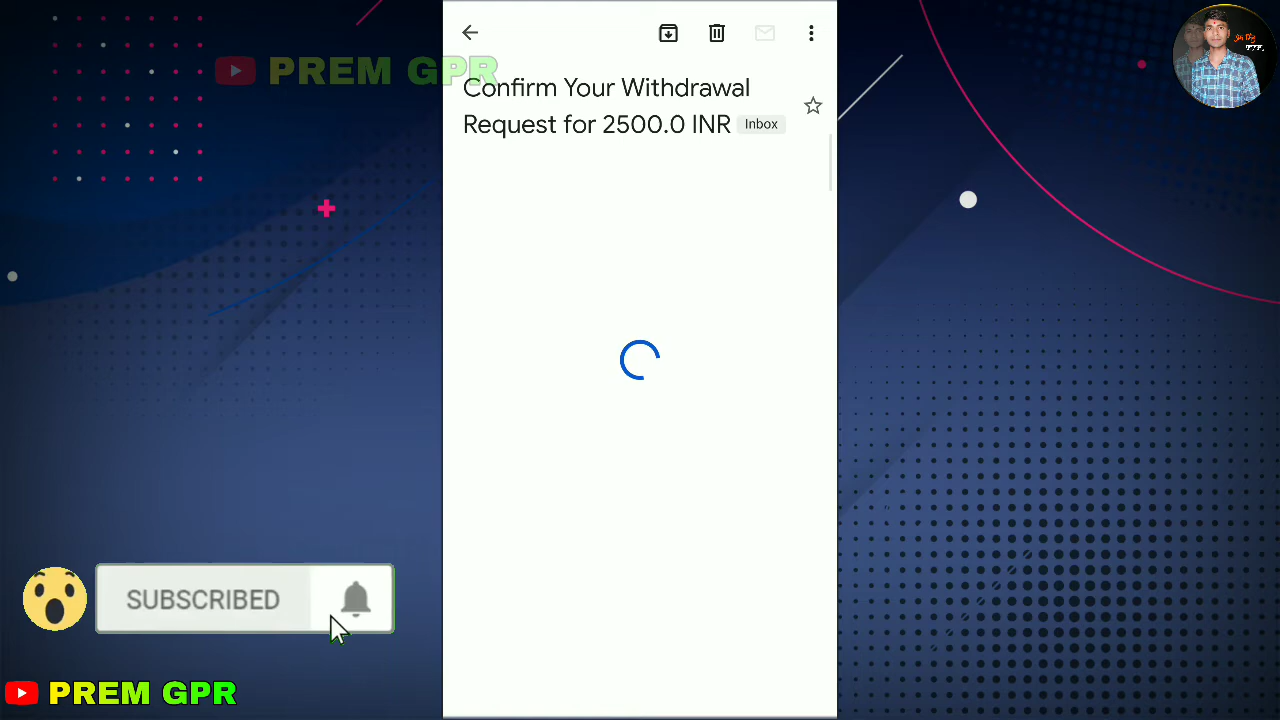 PREM GPR
Confirm Your Withdrawal
Request for 2500.0 INR Inbox
SUBSCRIBED
PREM GPR